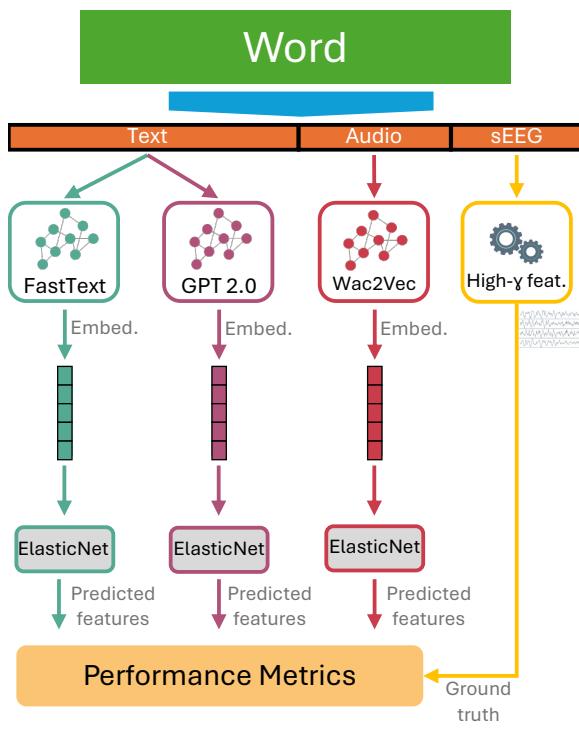 Word
Text Audio sEEG
FastText GPT 2.0 Wac2Vec High-ɣ feat.
Embed. Embed. Embed.
ElasticNet ElasticNet ElasticNet
Predicted Predicted Predicted
features features features
Performance Metrics
Ground
truth